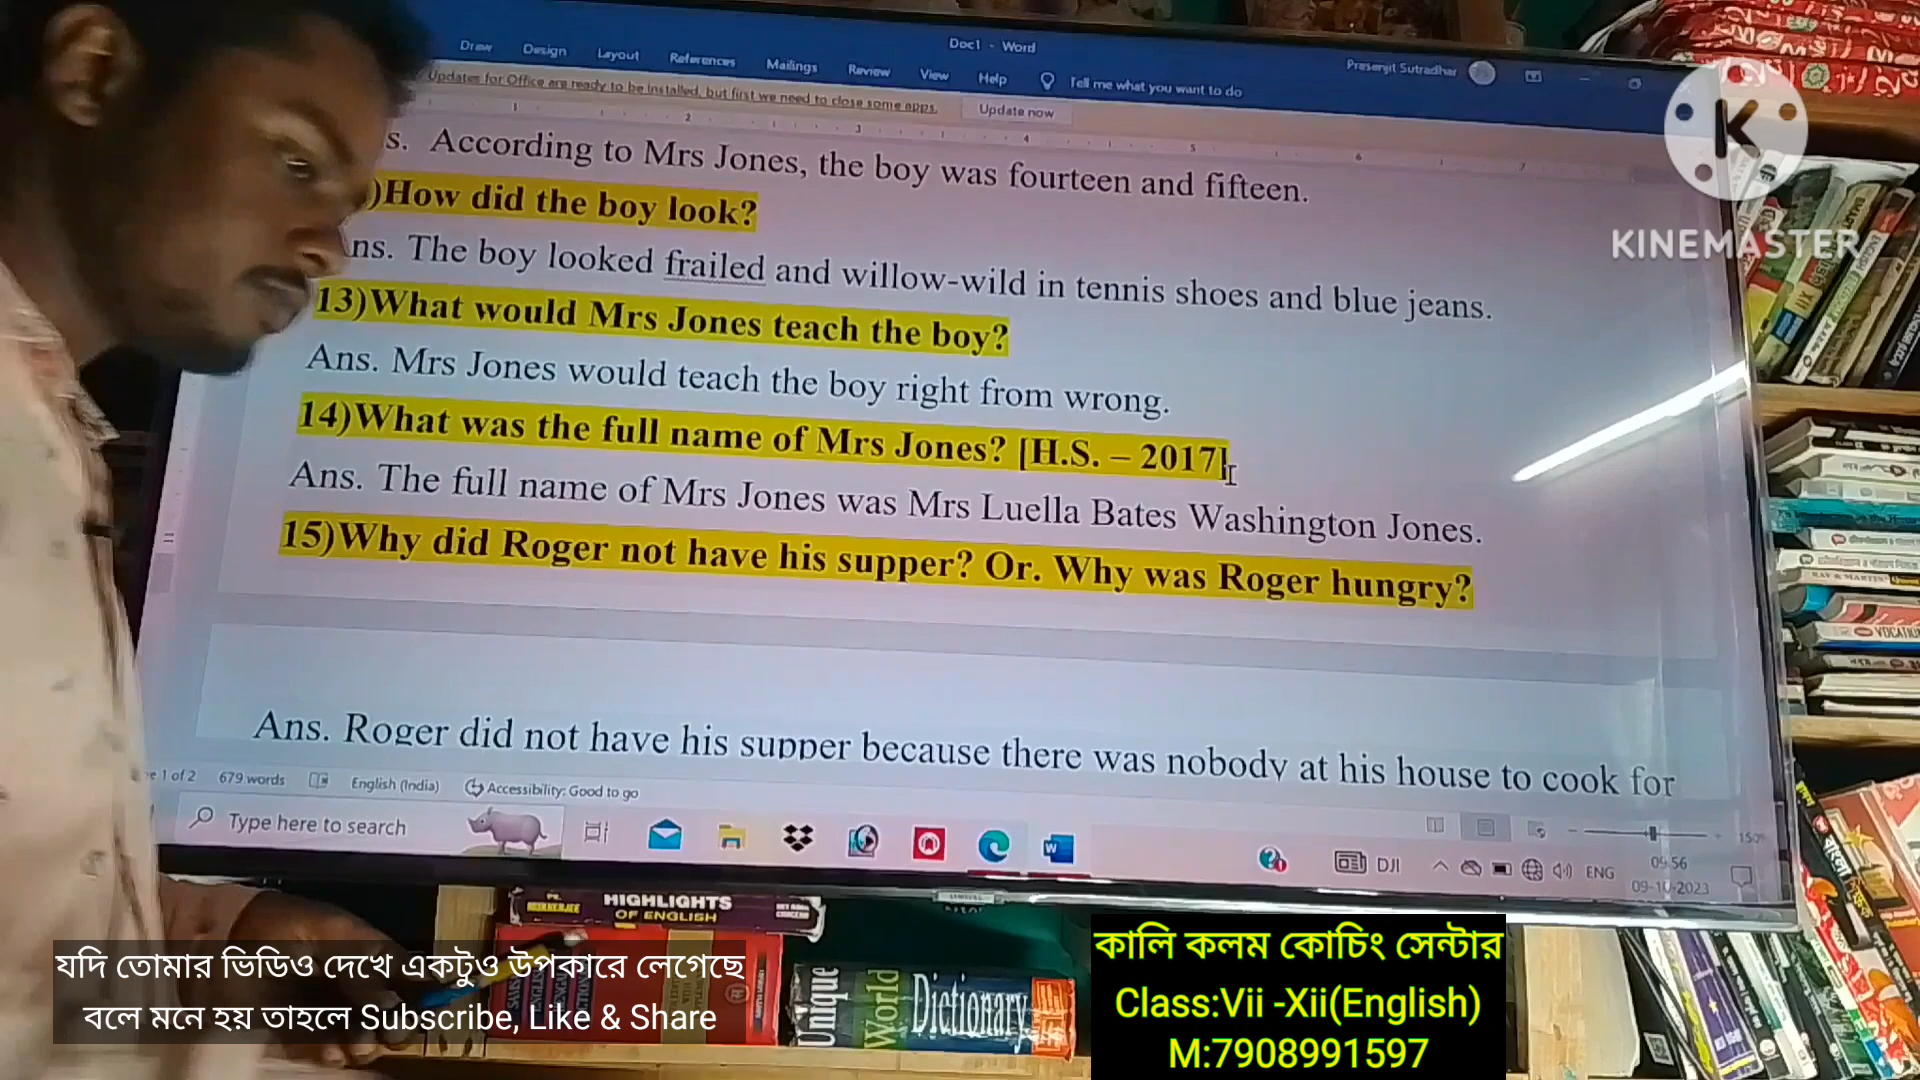 Draw Design Layout References Mailings Review View Help Tell me what you want to do
Doc1 - Word
Prasenjit Sutradhar
Updates for Office are ready to be installed, but first we need to close some apps. Update now
s. According to Mrs Jones, the boy was fourteen and fifteen.
)How did the boy look?
ns. The boy looked frailed and willow-wild in tennis shoes and blue jeans.
13)What would Mrs Jones teach the boy?
Ans. Mrs Jones would teach the boy right from wrong.
14)What was the full name of Mrs Jones? [H.S. – 2017]
Ans. The full name of Mrs Jones was Mrs Luella Bates Washington Jones.
15)Why did Roger not have his supper? Or. Why was Roger hungry?
Ans. Roger did not have his supper because there was nobody at his house to cook for
e 1 of 2 679 words English (India) Accessibility: Good to go
Type here to search
DJI ENG
09:56
09-10-2023
KINEMASTER
HIGHLIGHTS
OF ENGLISH
Unique
World
Dictionary
যদি তোমার ভিডিও দেখে একটুও উপকারে লেগেছে
বলে মনে হয় তাহলে Subscribe, Like & Share
কালি কলম কোচিং সেন্টার
Class:Vii -Xii(English)
M:7908991597